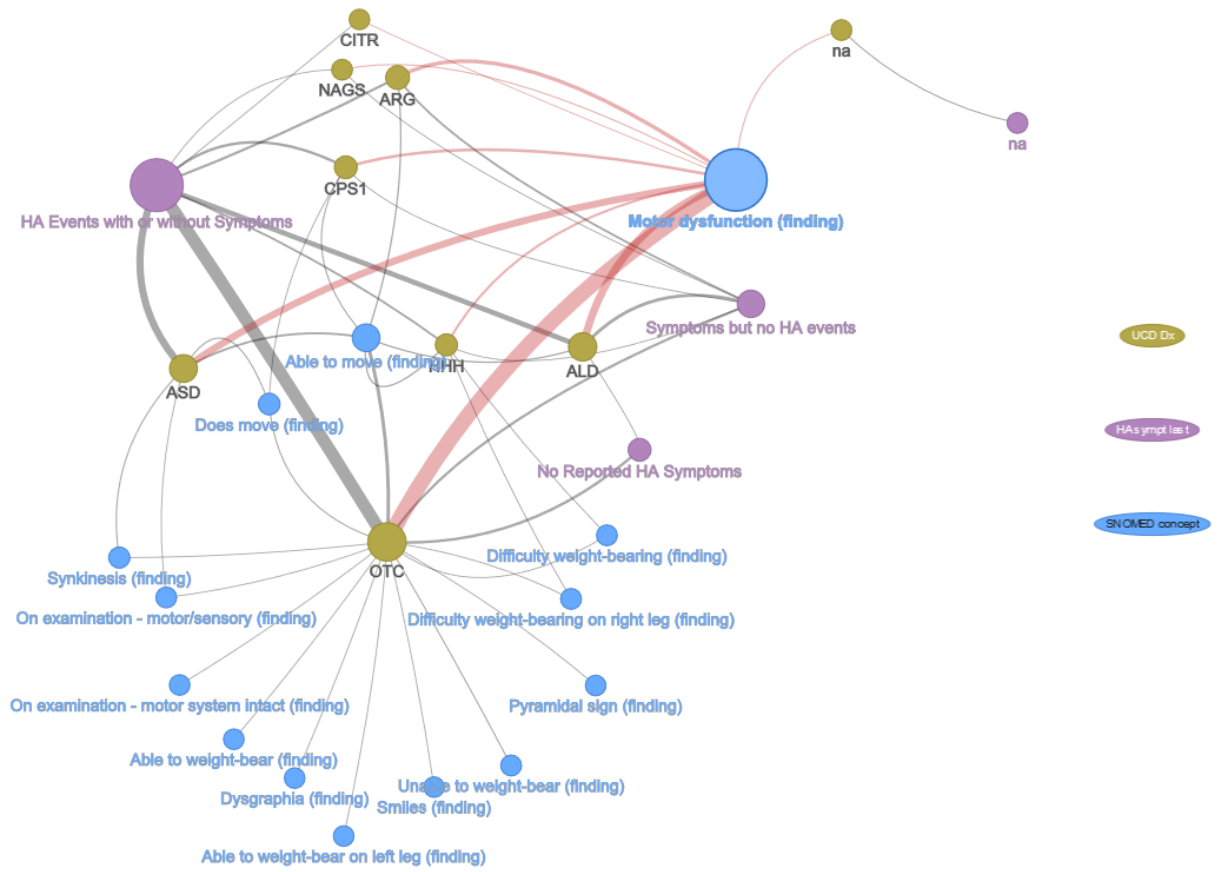 CITR
na
NAGS
ARG
na
CPS1
HA Events with or without Symptoms
Motor dysfunction (finding)
Symptoms but no HA events
UCD Dx
Able to move (finding)
HHH
ALD
ASD
Does move (finding)
HA sympt last
No Reported HA Symptoms
SNOMED concept
Difficulty weight-bearing (finding)
OTC
Synkinesis (finding)
On examination - motor/sensory (finding)
Difficulty weight-bearing on right leg (finding)
On examination - motor system intact (finding)
Pyramidal sign (finding)
Able to weight-bear (finding)
Unable to weight-bear (finding)
Dysgraphia (finding)
Smiles (finding)
Able to weight-bear on left leg (finding)